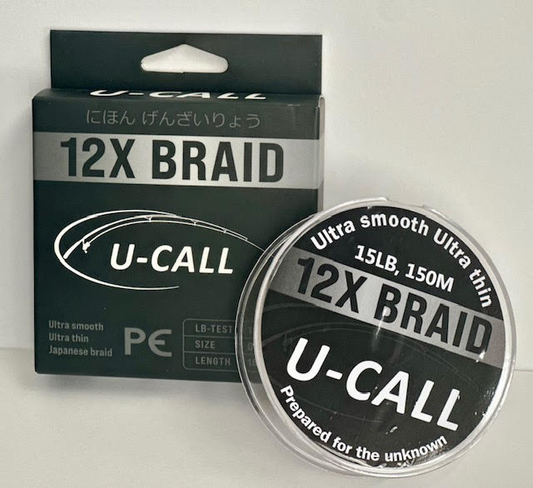 U-CALL
にほん げんざいりょう
12X BRAID
U-CALL
Ultra smooth
Ultra thin
Japanese braid
PE
LB-TEST
SIZE
LENGTH
Ultra smooth Ultra thin
15LB, 150M
12X BRAID
U-CALL
Prepared for the unknown